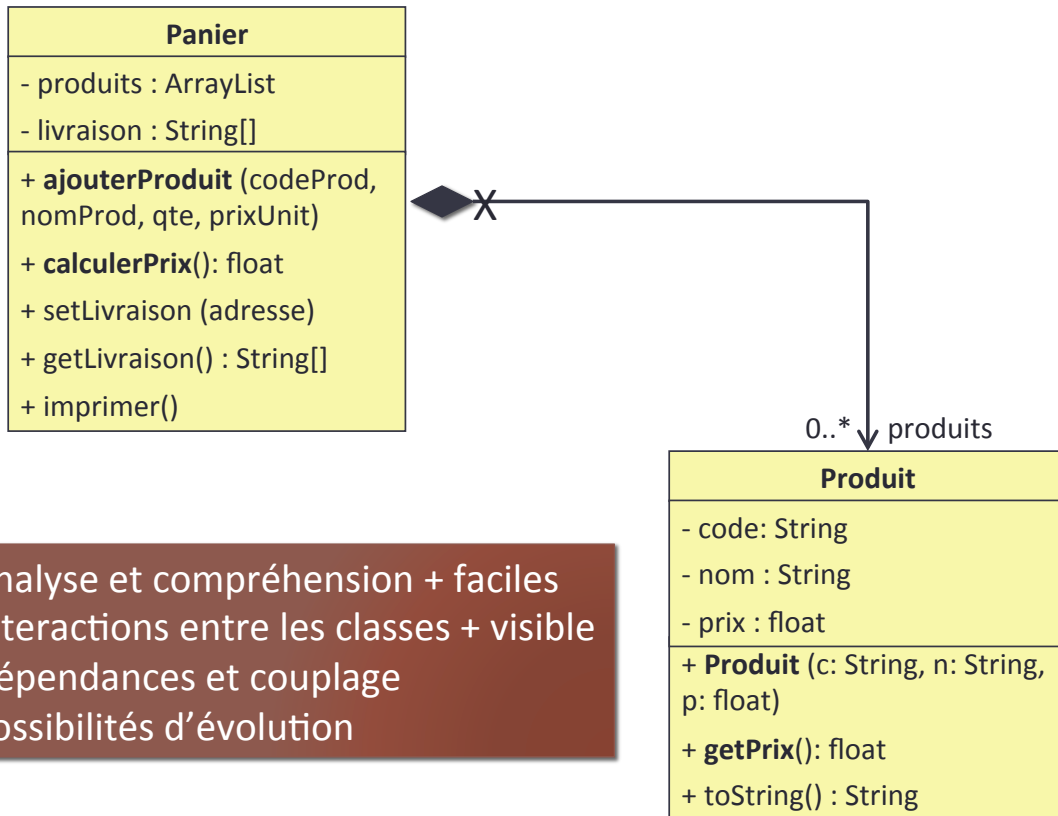 Panier
- produits : ArrayList
- livraison : String[]
+ ajouterProduit (codeProd,
nomProd, qte, prixUnit)
+ calculerPrix(): float
+ setLivraison (adresse)
+ getLivraison() : String[]
+ imprimer()
X
0..* produits
Produit
- code: String
- nom : String
- prix : float
+ Produit (c: String, n: String,
p: float)
+ getPrix(): float
+ toString() : String
nalyse et compréhension + faciles
teractions entre les classes + visible
épendances et couplage
ossibilités d’évolution